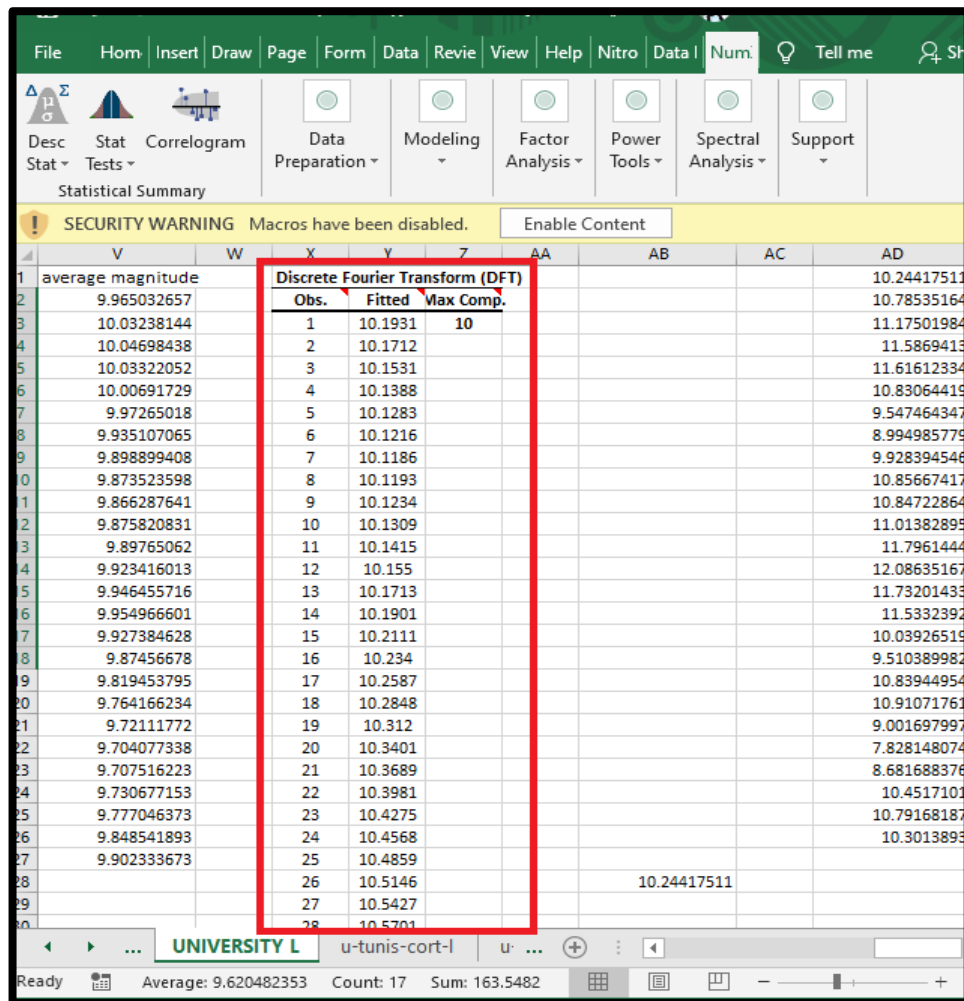 File Hom Insert Draw Page Form Data Revie View Help Nitro Data I Num Tell me Sh
Δ Σ
μ
σ
Desc Stat Correlogram Data Modeling Factor Power Spectral Support
Stat Tests Preparation Analysis Tools Analysis
Statistical Summary
SECURITY WARNING Macros have been disabled. Enable Content
V W X Y Z AA AB AC AD
1 average magnitude Discrete Fourier Transform (DFT) 10.24417511
2 9.965032657 Obs. Fitted Max Comp. 10.78535164
3 10.03238144 1 10.1931 10 11.17501984
4 10.04698438 2 10.1712 11.5869413
5 10.03322052 3 10.1531 11.61612334
6 10.00691729 4 10.1388 10.83064419
7 9.97265018 5 10.1283 9.547464347
8 9.935107065 6 10.1216 8.994985779
9 9.898899408 7 10.1186 9.928394546
10 9.873523598 8 10.1193 10.85667417
11 9.866287641 9 10.1234 10.84722864
12 9.875820831 10 10.1309 11.01382895
13 9.89765062 11 10.1415 11.7961444
14 9.923416013 12 10.155 12.08635167
15 9.946455716 13 10.1713 11.73201433
16 9.954966601 14 10.1901 11.5332392
17 9.927384628 15 10.2111 10.03926519
18 9.87456678 16 10.234 9.510389982
19 9.819453795 17 10.2587 10.83944954
20 9.764166234 18 10.2848 10.91071761
21 9.72111772 19 10.312 9.001697997
22 9.704077338 20 10.3401 7.828148074
23 9.707516223 21 10.3689 8.681688376
24 9.730677153 22 10.3981 10.4517101
25 9.777046373 23 10.4275 10.79168187
26 9.848541893 24 10.4568 10.3013893
27 9.902333673 25 10.4859
28 26 10.5146 10.24417511
29 27 10.5427
30 28 10.5701
... UNIVERSITY L u-tunis-cort-l u- ...
Ready Average: 9.620482353 Count: 17 Sum: 163.5482